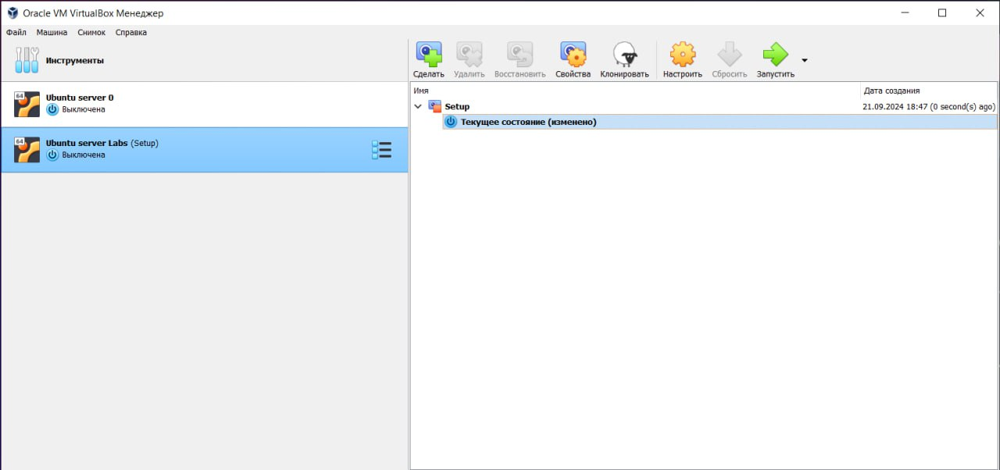 Oracle VM VirtualBox Менеджер
Файл Машина Снимок Справка
Инструменты
Сделать Удалить Восстановить Свойства Клонировать Настроить Сбросить Запустить
64
Ubuntu server 0
Выключена
64
Ubuntu server Labs (Setup)
Выключена
Имя Дата создания
Setup 21.09.2024 18:47 (0 second(s) ago)
Текущее состояние (изменено)